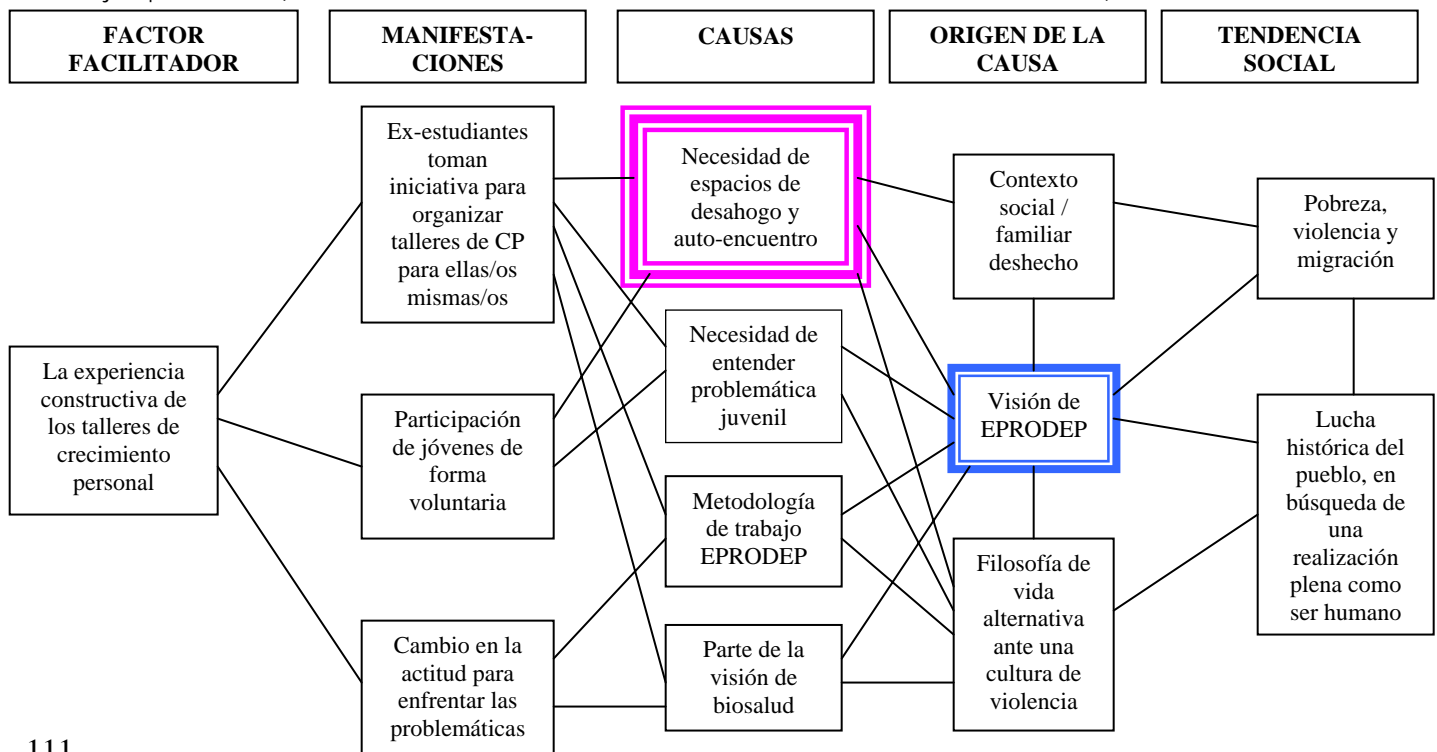 FACTOR
FACILITADOR
MANIFESTA-
CIONES
CAUSAS
ORIGEN DE LA
CAUSA
TENDENCIA
SOCIAL
La experiencia
constructiva de
los talleres de
crecimiento
personal
Ex-estudiantes
toman
iniciativa para
organizar
talleres de CP
para ellas/os
mismas/os
Participación
de jóvenes de
forma
voluntaria
Cambio en la
actitud para
enfrentar las
problemáticas
Necesidad de
espacios de
desahogo y
auto-encuentro
Necesidad de
entender
problemática
juvenil
Metodología
de trabajo
EPRODEP
Parte de la
visión de
biosalud
Contexto
social /
familiar
deshecho
Visión de
EPRODEP
Filosofía de
vida
alternativa
ante una
cultura de
violencia
Pobreza,
violencia y
migración
Lucha
histórica del
pueblo, en
búsqueda de
una
realización
plena como
ser humano
111